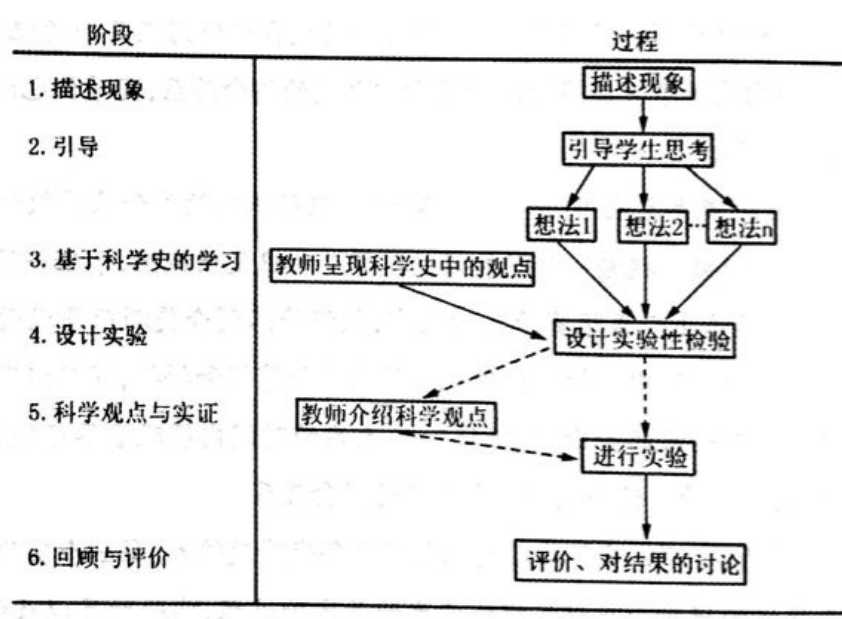 阶段 过程
1. 描述现象 描述现象
2. 引导 引导学生思考
想法1 想法2 想法n
3. 基于科学史的学习 教师呈现科学史中的观点
4. 设计实验 设计实验性检验
5. 科学观点与实证 教师介绍科学观点
进行实验
6. 回顾与评价 评价、对结果的讨论